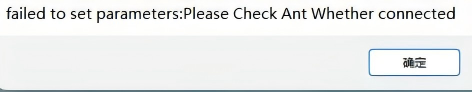 failed to set parameters:Please Check Ant Whether connected
确定